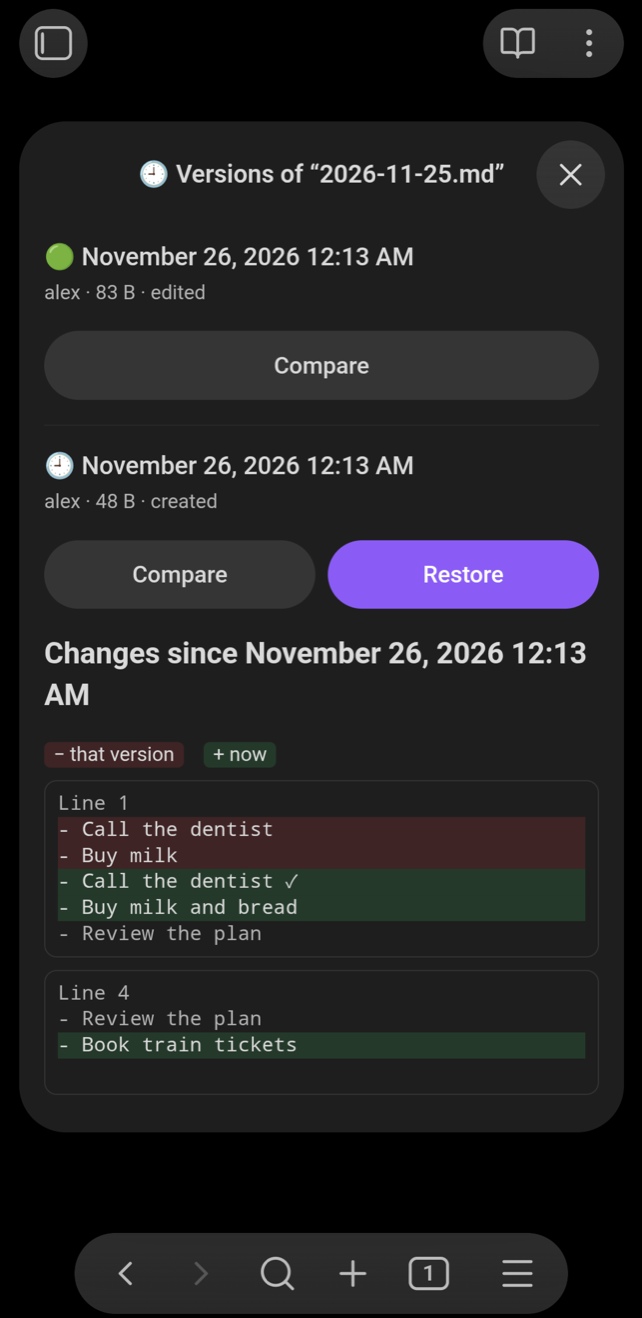 Versions of “2026-11-25.md”
November 26, 2026 12:13 AM
alex · 83 B · edited
Compare
November 26, 2026 12:13 AM
alex · 48 B · created
Compare
Restore
Changes since November 26, 2026 12:13
AM
− that version
+ now
Line 1
- Call the dentist
- Buy milk
- Call the dentist ✓
- Buy milk and bread
- Review the plan
Line 4
- Review the plan
- Book train tickets
1